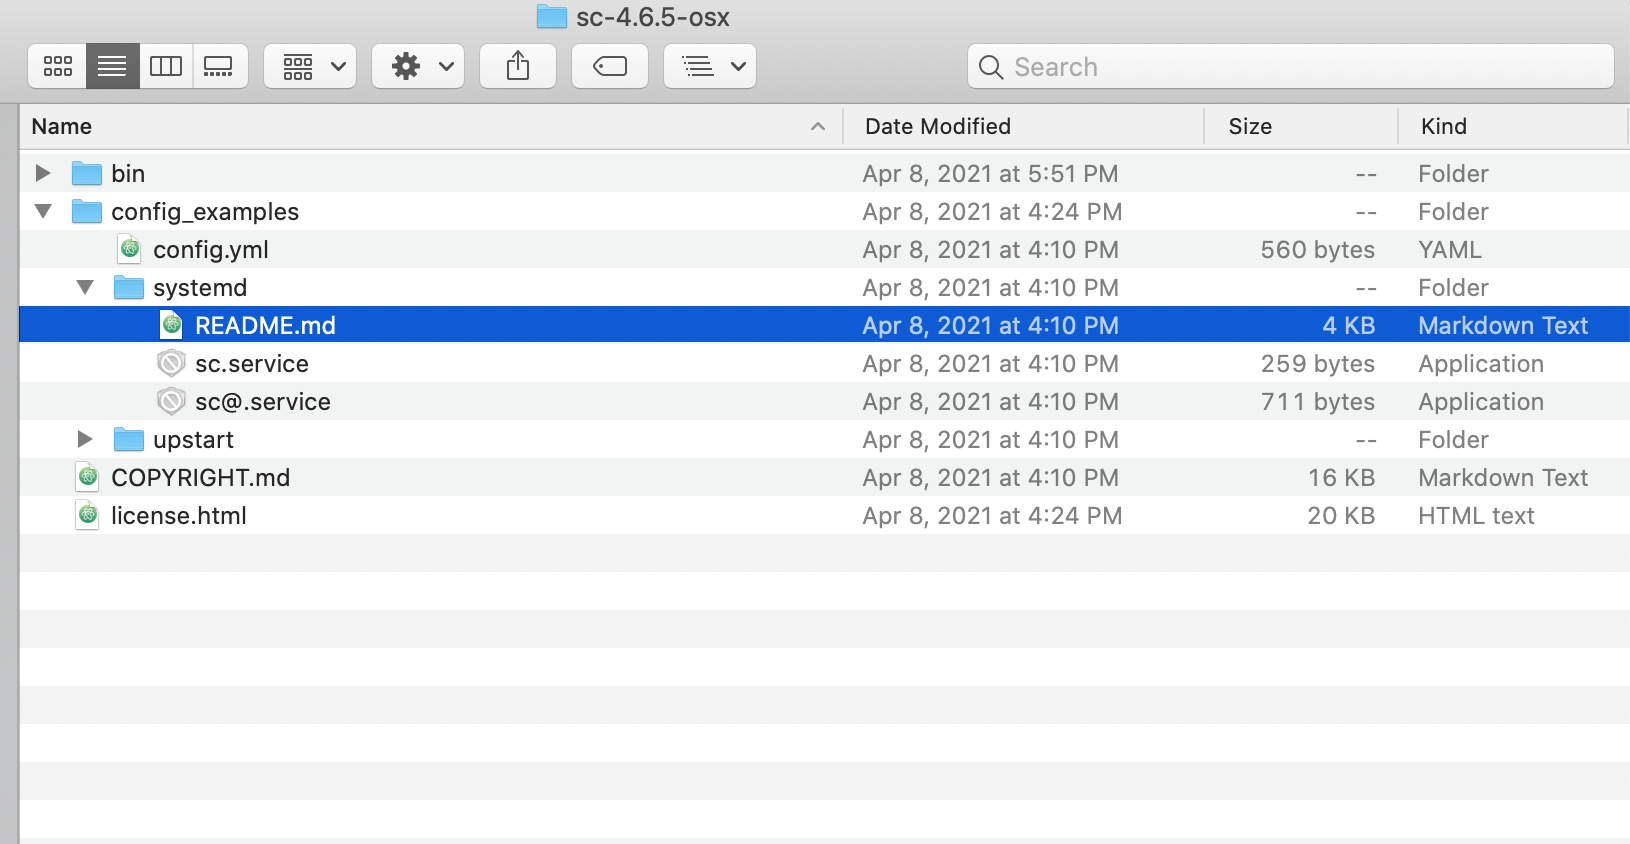 sc-4.6.5-osx
Search
Name Date Modified Size Kind
bin Apr 8, 2021 at 5:51 PM -- Folder
config_examples Apr 8, 2021 at 4:24 PM -- Folder
config.yml Apr 8, 2021 at 4:10 PM 560 bytes YAML
systemd Apr 8, 2021 at 4:10 PM -- Folder
README.md Apr 8, 2021 at 4:10 PM 4 KB Markdown Text
sc.service Apr 8, 2021 at 4:10 PM 259 bytes Application
sc@.service Apr 8, 2021 at 4:10 PM 711 bytes Application
upstart Apr 8, 2021 at 4:10 PM -- Folder
COPYRIGHT.md Apr 8, 2021 at 4:10 PM 16 KB Markdown Text
license.html Apr 8, 2021 at 4:24 PM 20 KB HTML text